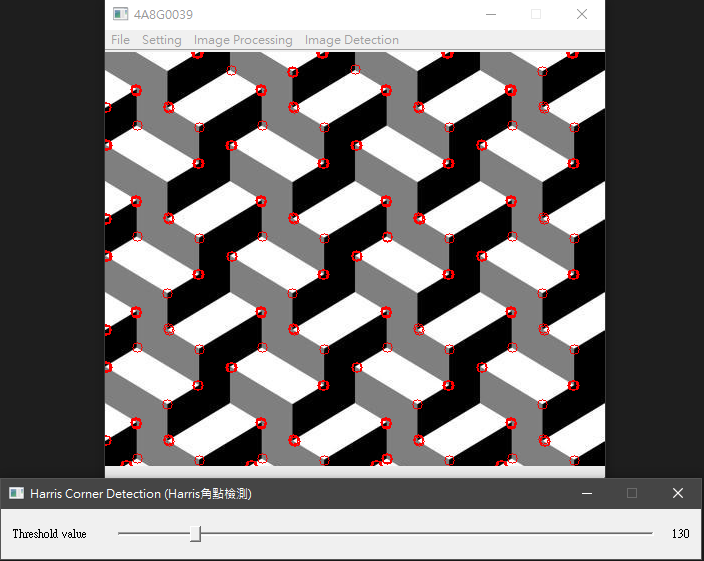 4A8G0039
File Setting Image Processing Image Detection
Harris Corner Detection (Harris角點檢測)
Threshold value 130